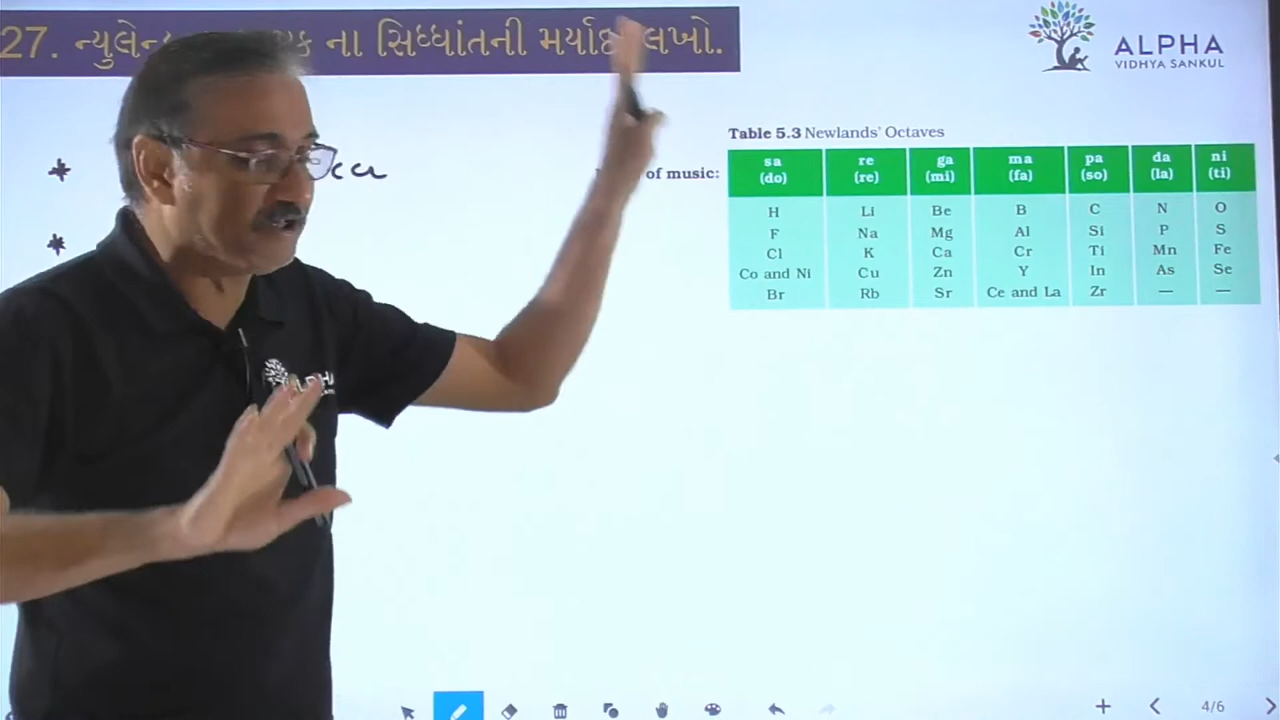 27. ના સિધ્ધાંતની લખો.
ALPHA
VIDHYA SANKUL
Table 5.3 Newlands' Octaves
of music:
sa (do) re (re) ga (mi) ma (fa) pa (so) da (la) ni (ti)
H Li Be B C N O
F Na Mg Al Si P S
Cl K Ca Cr Ti Mn Fe
Co and Ni Cu Zn Y In As Se
Br Rb Sr Ce and La Zr — —
4/6